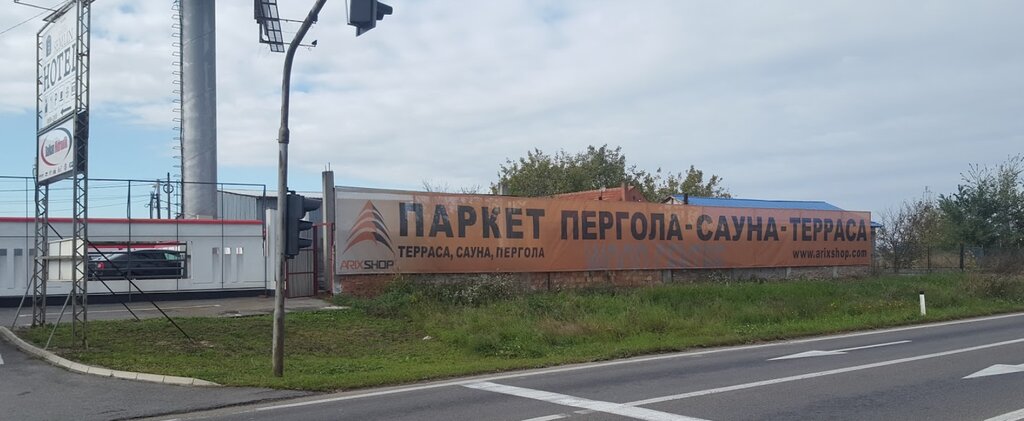 HOTEL
ПАРКЕТ ПЕРГОЛА-САУНА-ТЕРРАСА
ТЕРРАСА, САУНА, ПЕРГОЛА
ARIXSHOP
www.arixshop.com